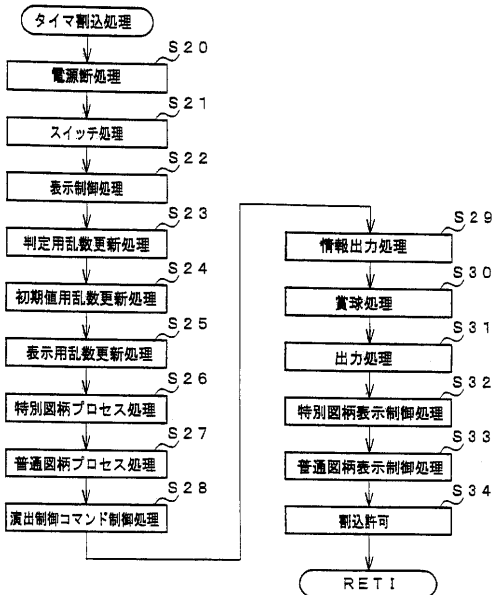 タイマ割込処理
S20
電源断処理
S21
スイッチ処理
S22
表示制御処理
S23
判定用乱数更新処理
S24
初期値用乱数更新処理
S25
表示用乱数更新処理
S26
特別図柄プロセス処理
S27
普通図柄プロセス処理
S28
演出制御コマンド制御処理
S29
情報出力処理
S30
賞球処理
S31
出力処理
S32
特別図柄表示制御処理
S33
普通図柄表示制御処理
S34
割込許可
RETI